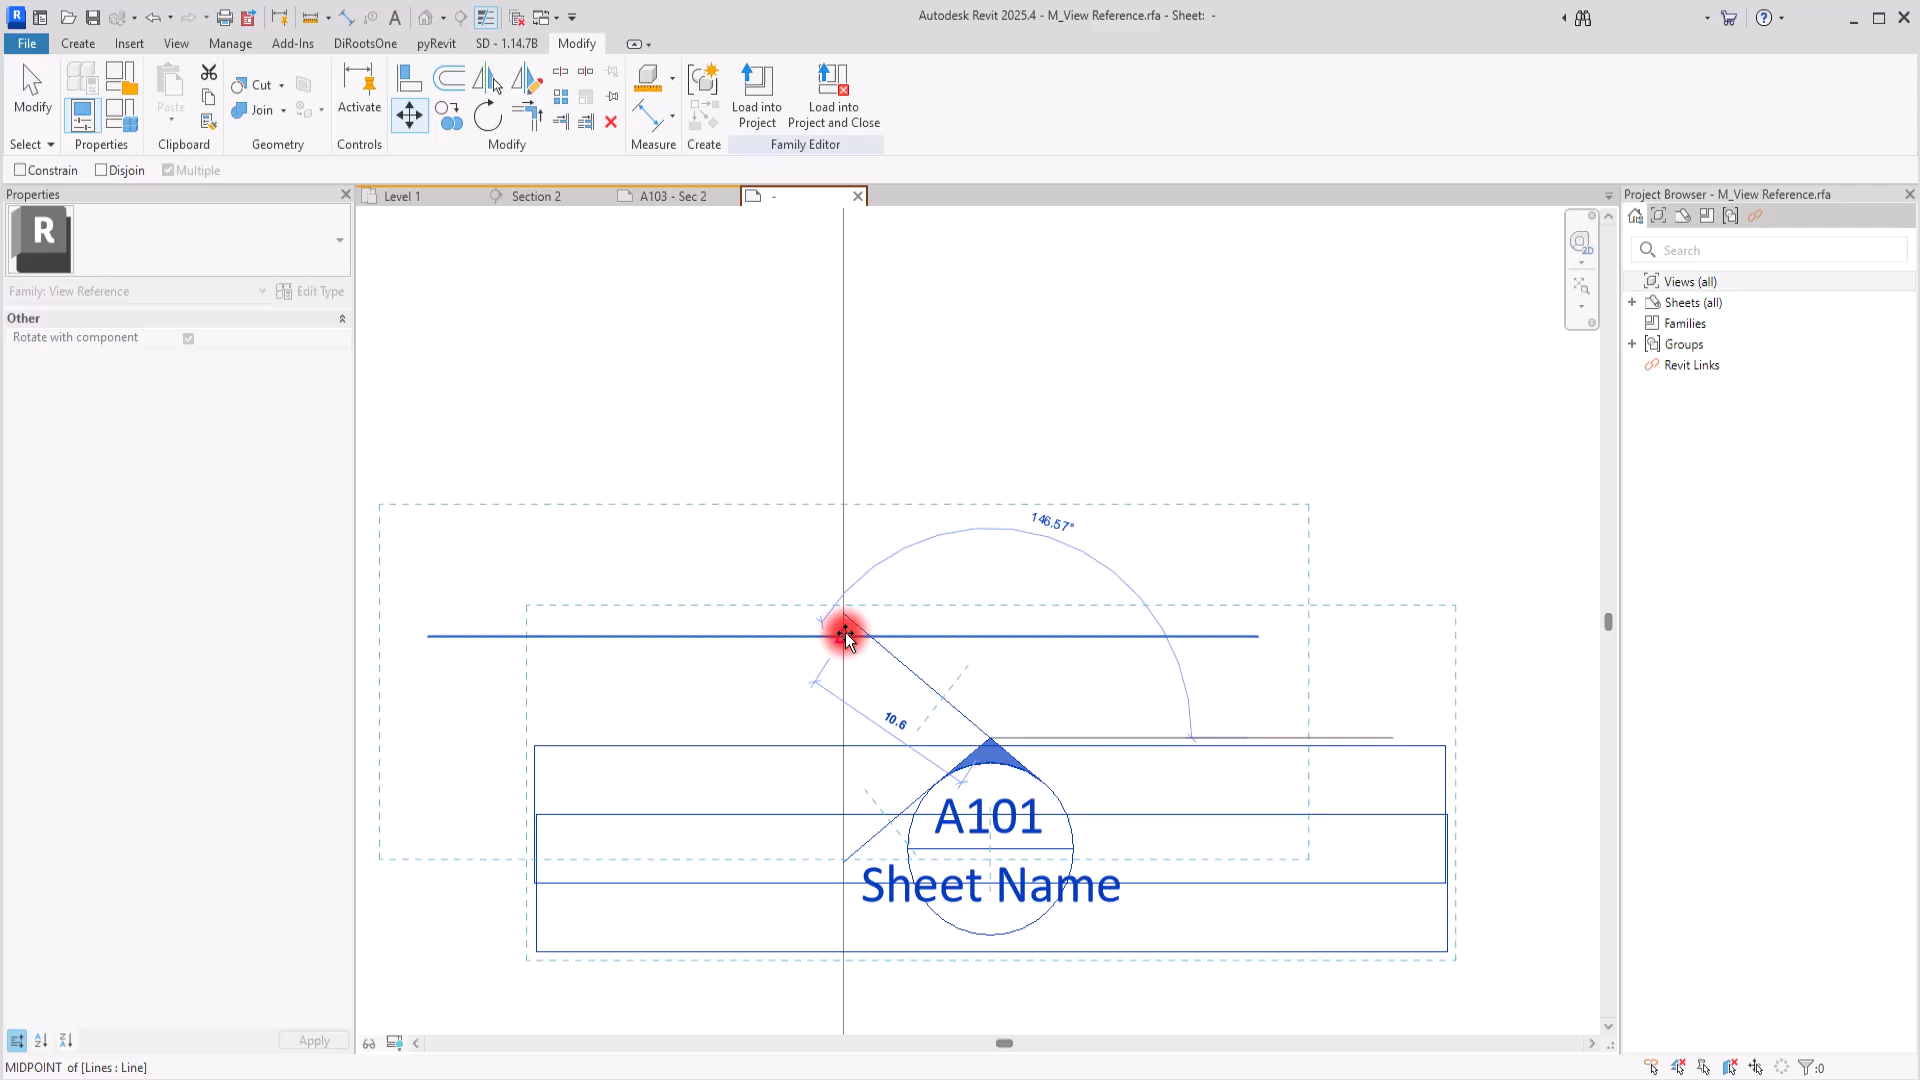 Autodesk Revit 2025.4 - M_View Reference.rfa - Sheet: -
File Create Insert View Manage Add-Ins DiRootsOne pyRevit SD - 1.14.7B Modify
Modify
Paste
Cut
Join
Activate
Load into
Project
Load into
Project and Close
Select Properties Clipboard Geometry Controls Modify Measure Create Family Editor
Constrain Disjoin Multiple
Properties
Level 1 Section 2 A103 - Sec 2 -
Project Browser - M_View Reference.rfa
R
2D
Search
Family: View Reference Edit Type
Other
Rotate with component
Views (all)
Sheets (all)
Families
Groups
Revit Links
146.57°
10.6
A101
Sheet Name
Apply
MIDPOINT of [Lines : Line]
:0